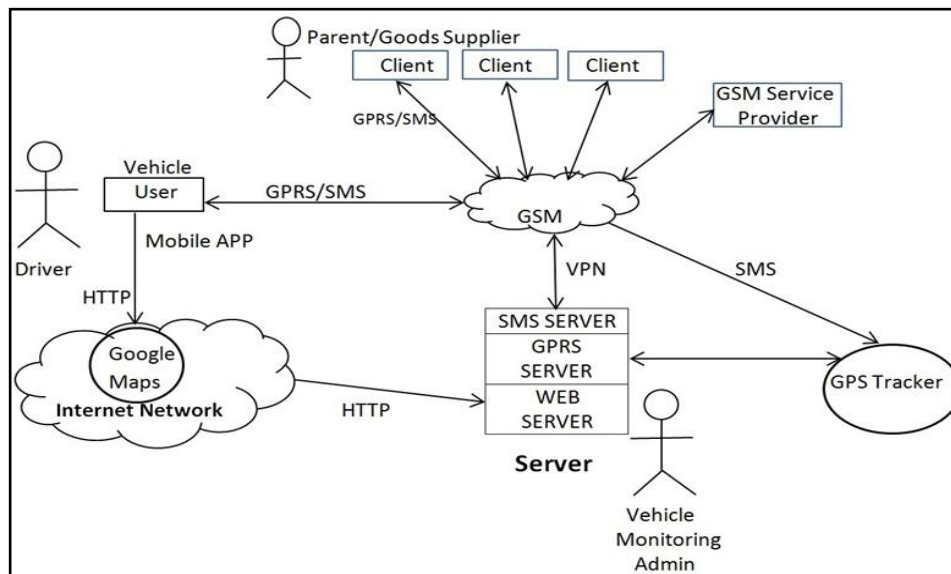 Parent/Goods Supplier
Client
Client
Client
GSM Service
Provider
GPRS/SMS
Vehicle
User
GPRS/SMS
GSM
Driver
Mobile APP
VPN
SMS
HTTP
SMS SERVER
Google
Maps
GPRS
SERVER
GPS Tracker
Internet Network
HTTP
WEB
SERVER
Server
Vehicle
Monitoring
Admin